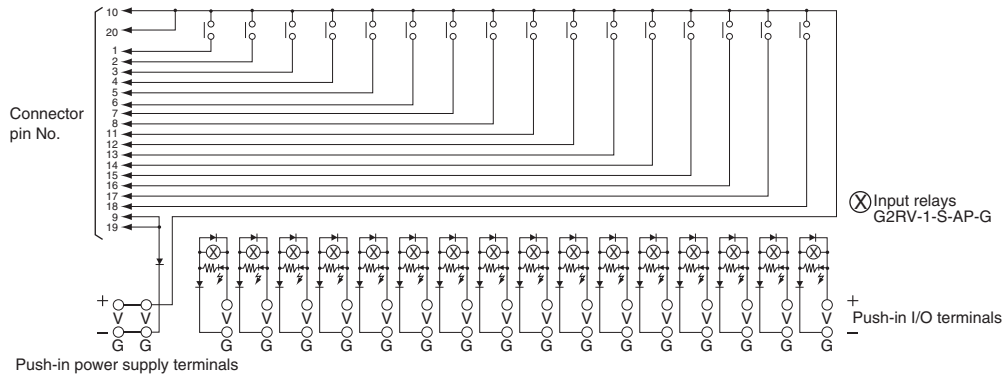 10
20
1
2
3
4
5
6
7
8
11
12
13
14
15
16
17
18
9
19
Connector
pin No.
Input relays
G2RV-1-S-AP-G
+ +
V V V V V V V V V V V V V V V V V V
Push-in I/O terminals
− −
G G G G G G G G G G G G G G G G G G
Push-in power supply terminals